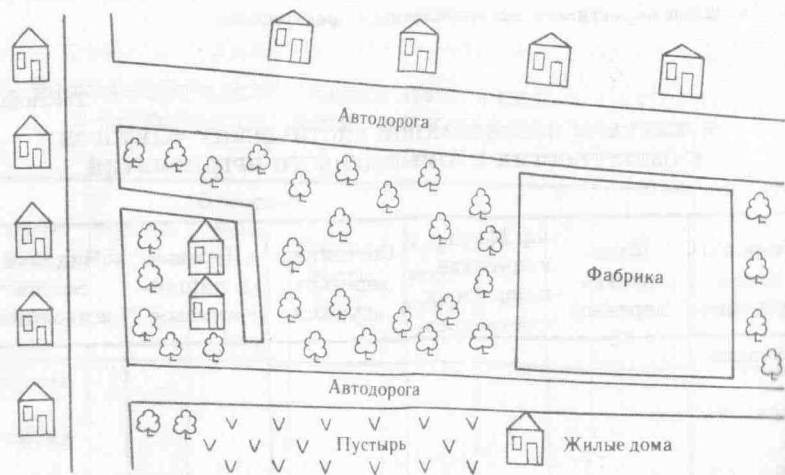 Автодорога
Фабрика
Автодорога
Пустырь
Жилые дома